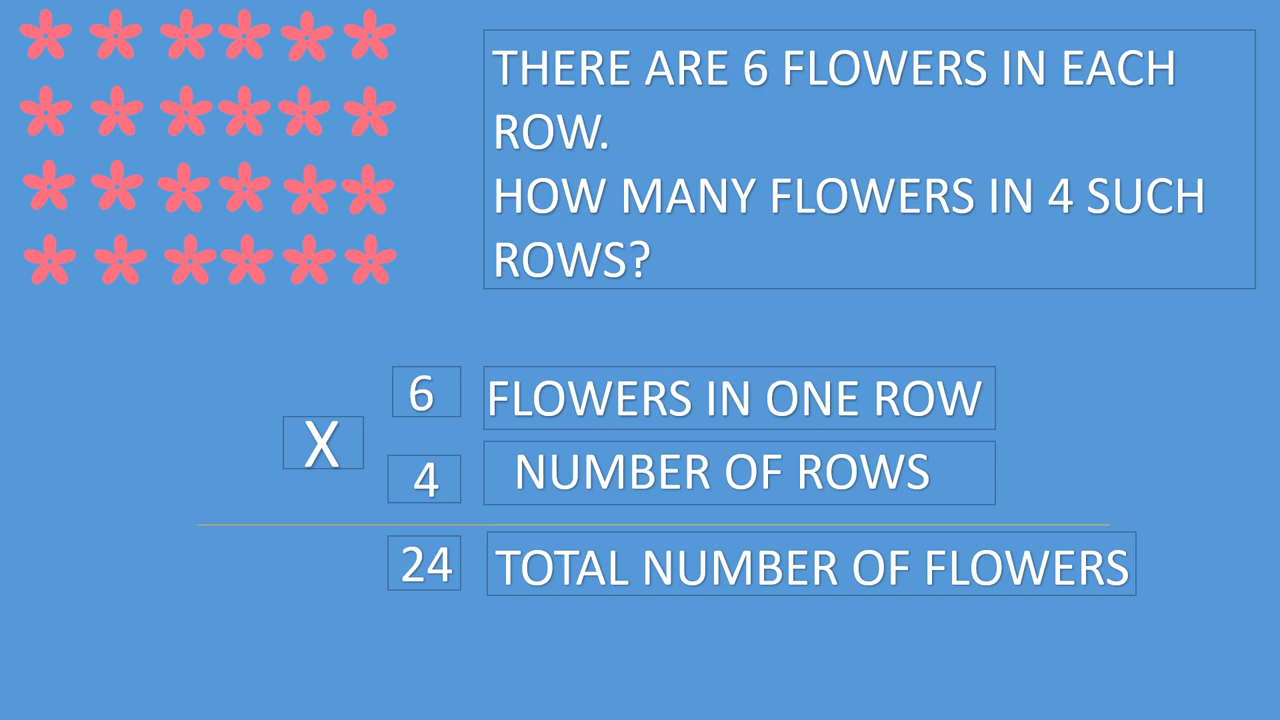 THERE ARE 6 FLOWERS IN EACH
ROW.
HOW MANY FLOWERS IN 4 SUCH
ROWS?
6 FLOWERS IN ONE ROW
X
4 NUMBER OF ROWS
24 TOTAL NUMBER OF FLOWERS